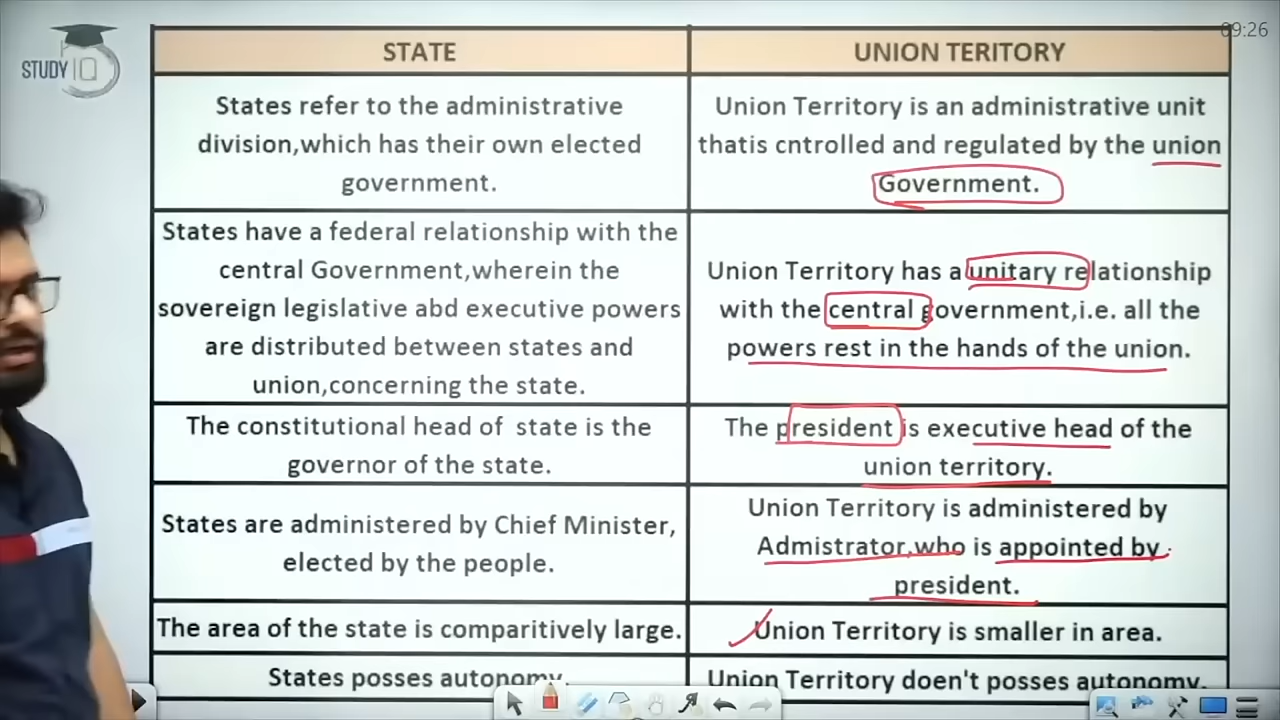 09:26
STUDY IQ
STATE
UNION TERITORY
States refer to the administrative
division,which has their own elected
government.
Union Territory is an administrative unit
thatis cntrolled and regulated by the union
Government.
States have a federal relationship with the
central Government,wherein the
sovereign legislative abd executive powers
are distributed between states and
union,concerning the state.
Union Territory has a unitary relationship
with the central government,i.e. all the
powers rest in the hands of the union.
The constitutional head of state is the
governor of the state.
The president is executive head of the
union territory.
States are administered by Chief Minister,
elected by the people.
Union Territory is administered by
Admistrator,who is appointed by
president.
The area of the state is comparitively large.
Union Territory is smaller in area.
States posses autonomy.
Union Territory doen't posses autonomy.